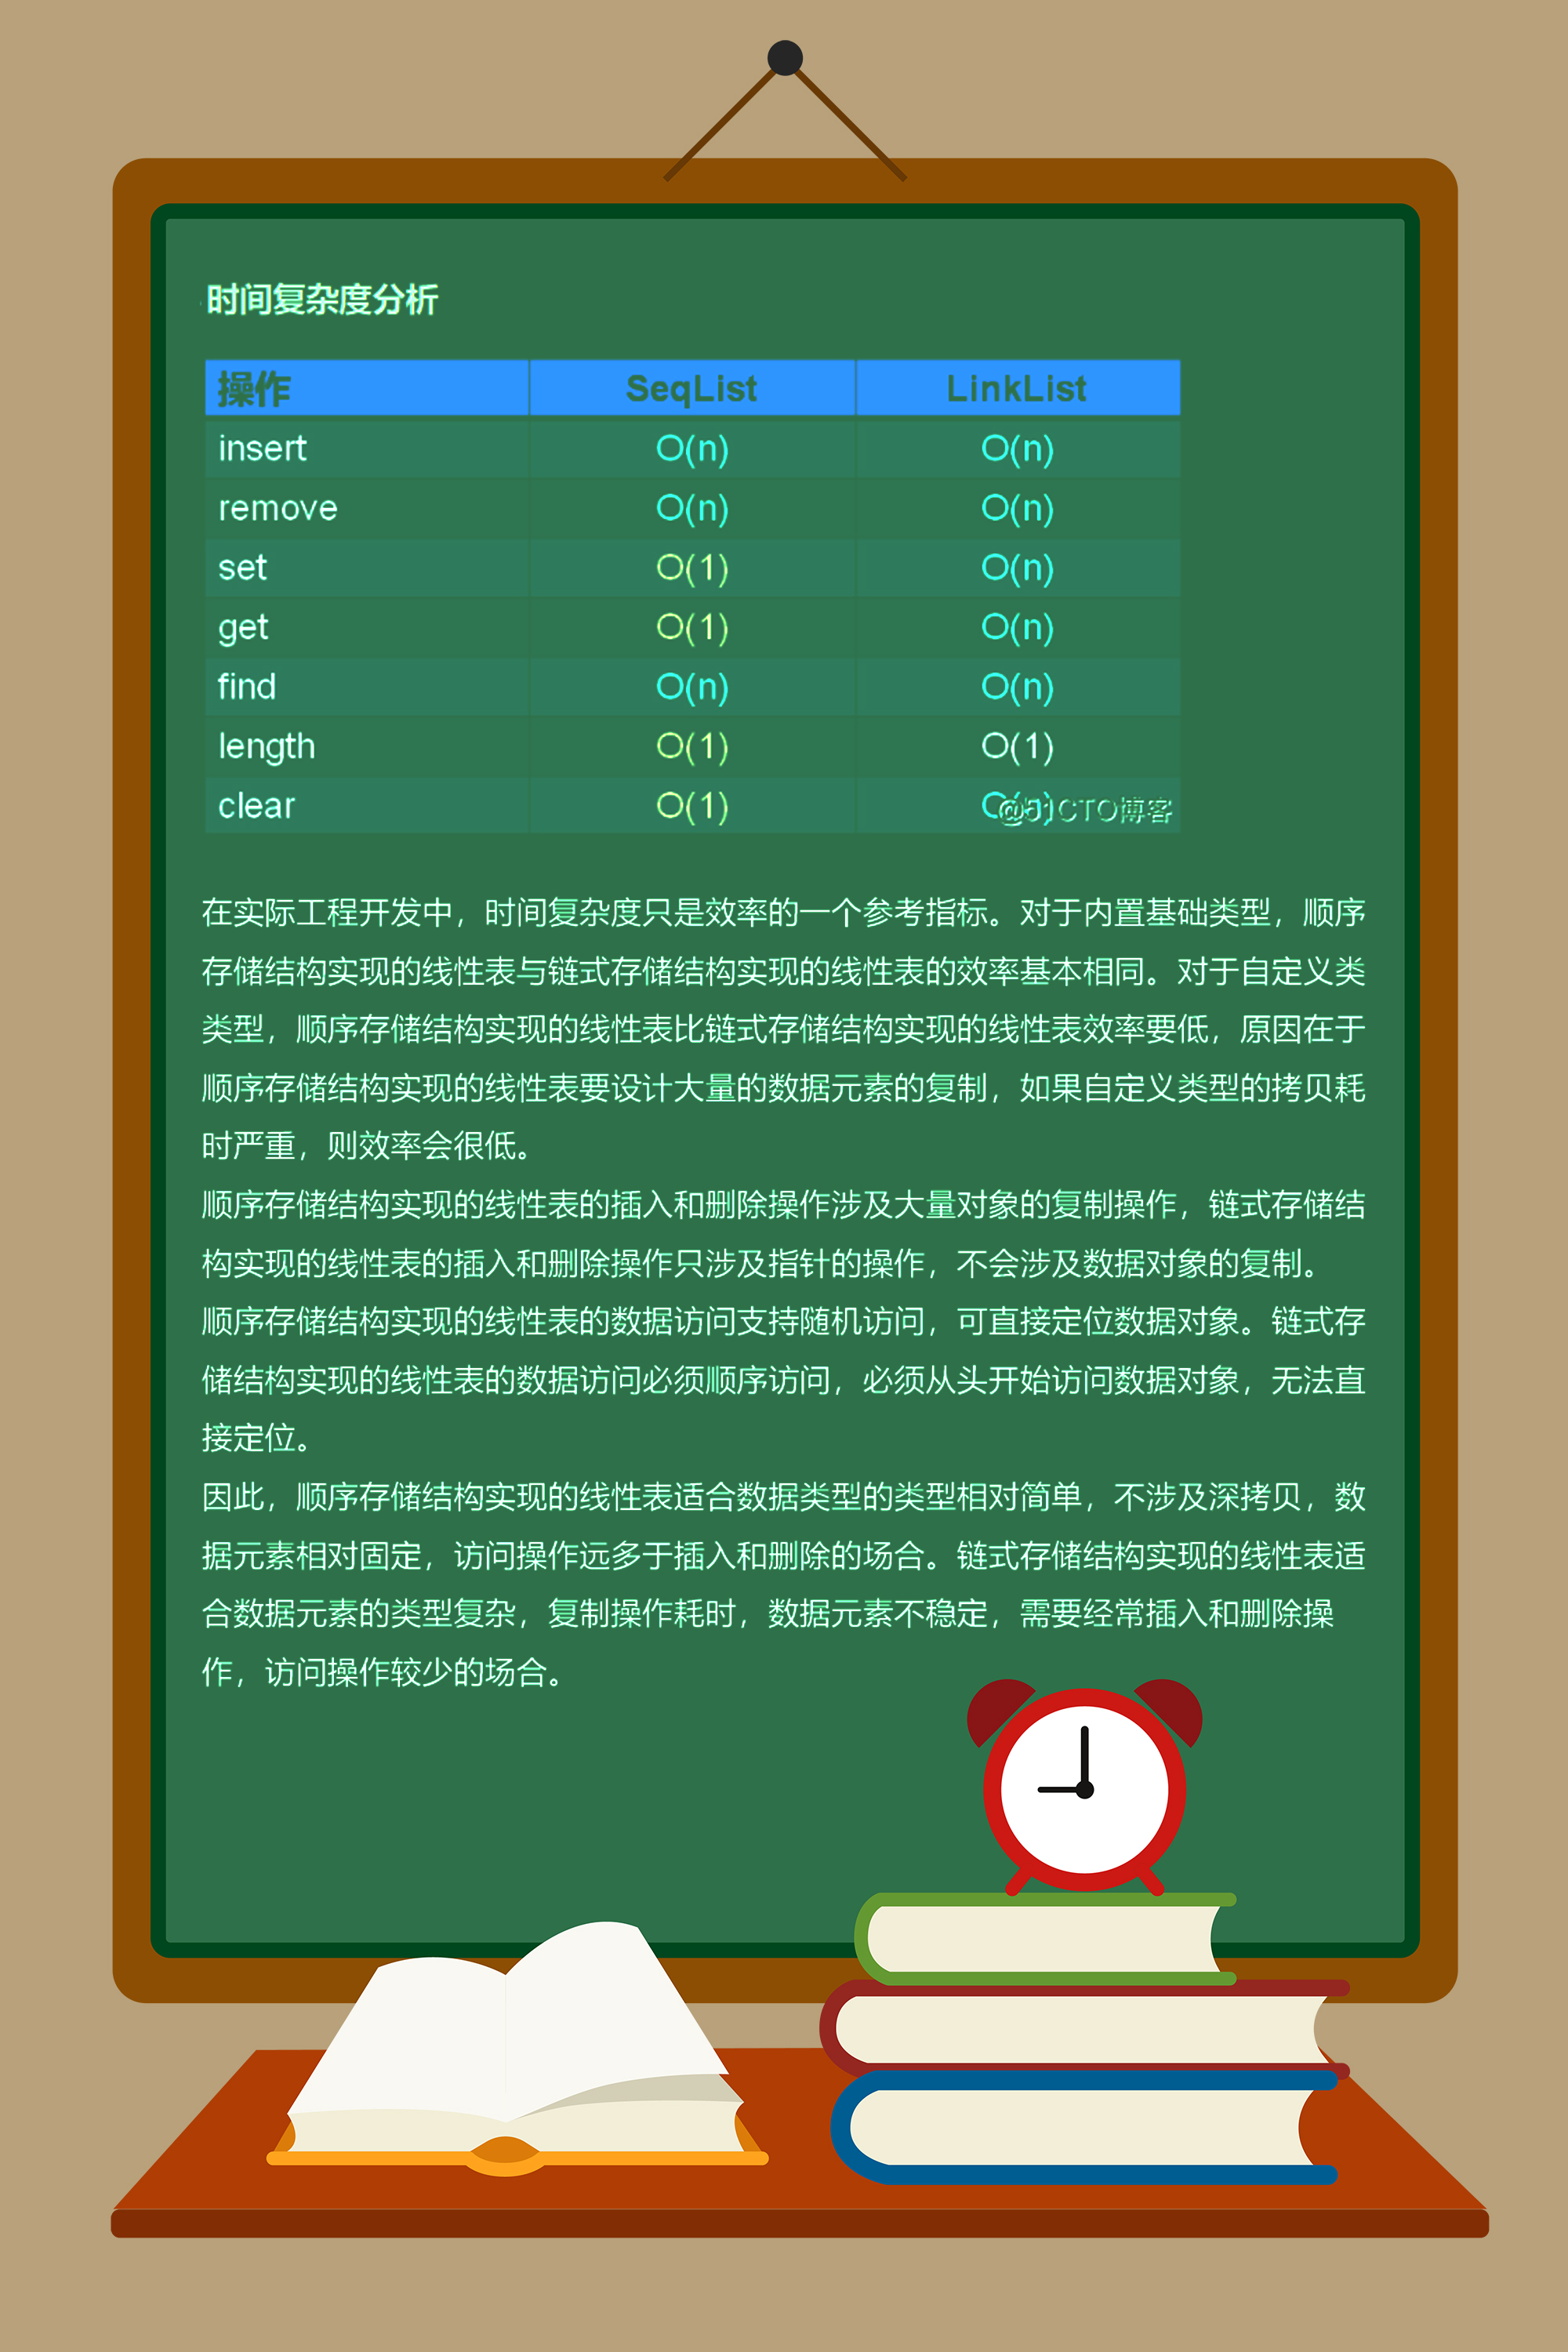 时间复杂度分析
操作 SeqList LinkList
insert O(n) O(n)
remove O(n) O(n)
set O(1) O(n)
get O(1) O(n)
find O(n) O(n)
length O(1) O(1)
clear O(1) O(n)
@51CTO博客
在实际工程开发中，时间复杂度只是效率的一个参考指标。对于内置基础类型，顺序
存储结构实现的线性表与链式存储结构实现的线性表的效率基本相同。对于自定义类
类型，顺序存储结构实现的线性表比链式存储结构实现的线性表效率要低，原因在于
顺序存储结构实现的线性表要设计大量的数据元素的复制，如果自定义类型的拷贝耗
时严重，则效率会很低。
顺序存储结构实现的线性表的插入和删除操作涉及大量对象的复制操作，链式存储结
构实现的线性表的插入和删除操作只涉及指针的操作，不会涉及数据对象的复制。
顺序存储结构实现的线性表的数据访问支持随机访问，可直接定位数据对象。链式存
储结构实现的线性表的数据访问必须顺序访问，必须从头开始访问数据对象，无法直
接定位。
因此，顺序存储结构实现的线性表适合数据类型的类型相对简单，不涉及深拷贝，数
据元素相对固定，访问操作远多于插入和删除的场合。链式存储结构实现的线性表适
合数据元素的类型复杂，复制操作耗时，数据元素不稳定，需要经常插入和删除操
作，访问操作较少的场合。